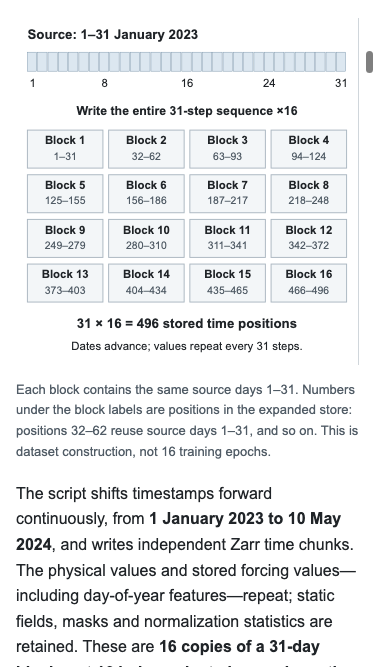 Source: 1–31 January 2023
1 8 16 24 31
Write the entire 31-step sequence ×16
Block 1 Block 2 Block 3 Block 4
1–31 32–62 63–93 94–124
Block 5 Block 6 Block 7 Block 8
125–155 156–186 187–217 218–248
Block 9 Block 10 Block 11 Block 12
249–279 280–310 311–341 342–372
Block 13 Block 14 Block 15 Block 16
373–403 404–434 435–465 466–496
31 × 16 = 496 stored time positions
Dates advance; values repeat every 31 steps.
Each block contains the same source days 1–31. Numbers
under the block labels are positions in the expanded store:
positions 32–62 reuse source days 1–31, and so on. This is
dataset construction, not 16 training epochs.
The script shifts timestamps forward
continuously, from 1 January 2023 to 10 May
2024, and writes independent Zarr time chunks.
The physical values and stored forcing values—
including day-of-year features—repeat; static
fields, masks and normalization statistics are
retained. These are 16 copies of a 31-day